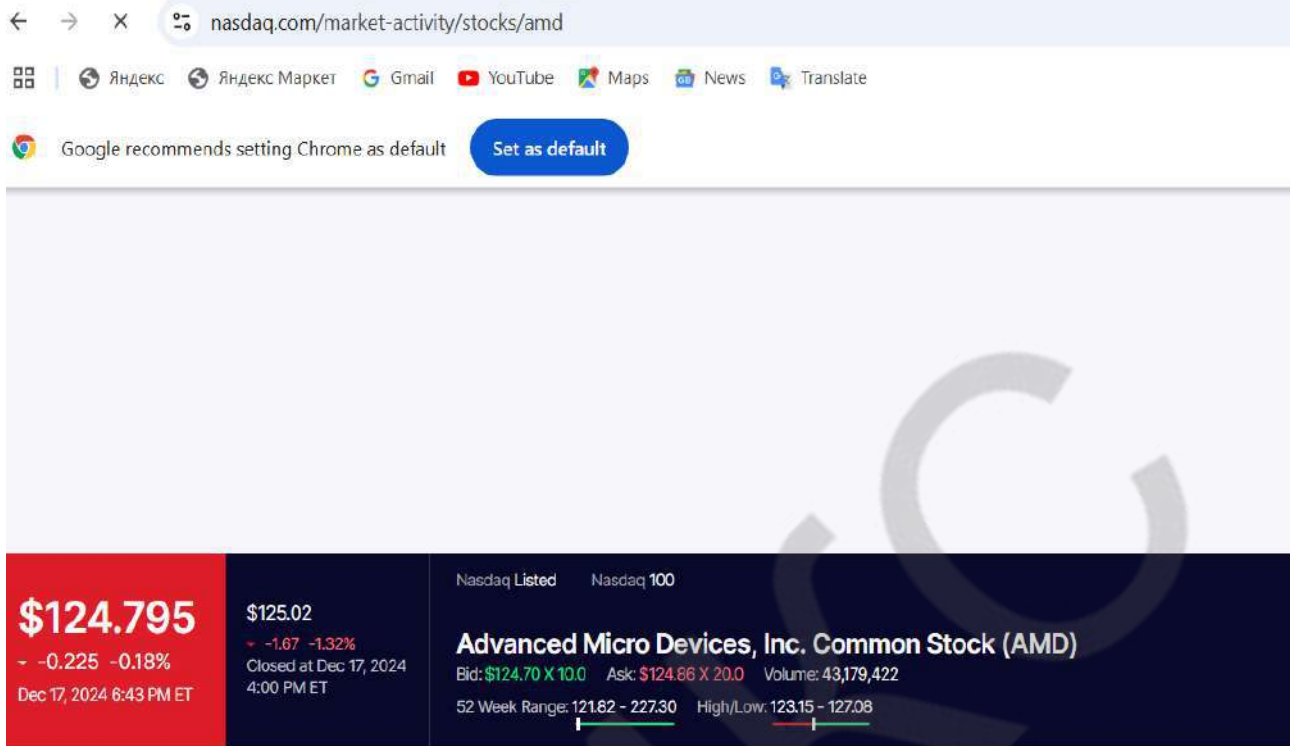 nasdaq.com/market-activity/stocks/amd
Яндекс Яндекс Маркет Gmail YouTube Maps News Translate
Google recommends setting Chrome as default Set as default
Nasdaq Listed Nasdaq 100
$124.795
-0.225 -0.18%
Dec 17, 2024 6:43 PM ET
$125.02
-1.67 -1.32%
Closed at Dec 17, 2024
4:00 PM ET
Advanced Micro Devices, Inc. Common Stock (AMD)
Bid: $124.70 X 10.0 Ask: $124.86 X 20.0 Volume: 43,179,422
52 Week Range: 121.82 - 227.30 High/Low: 123.15 - 127.08